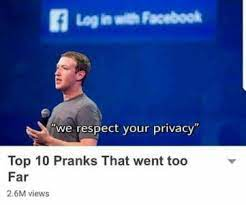 f Log in with Facebook
"we respect your privacy"
Top 10 Pranks That went too
Far
2.6M views